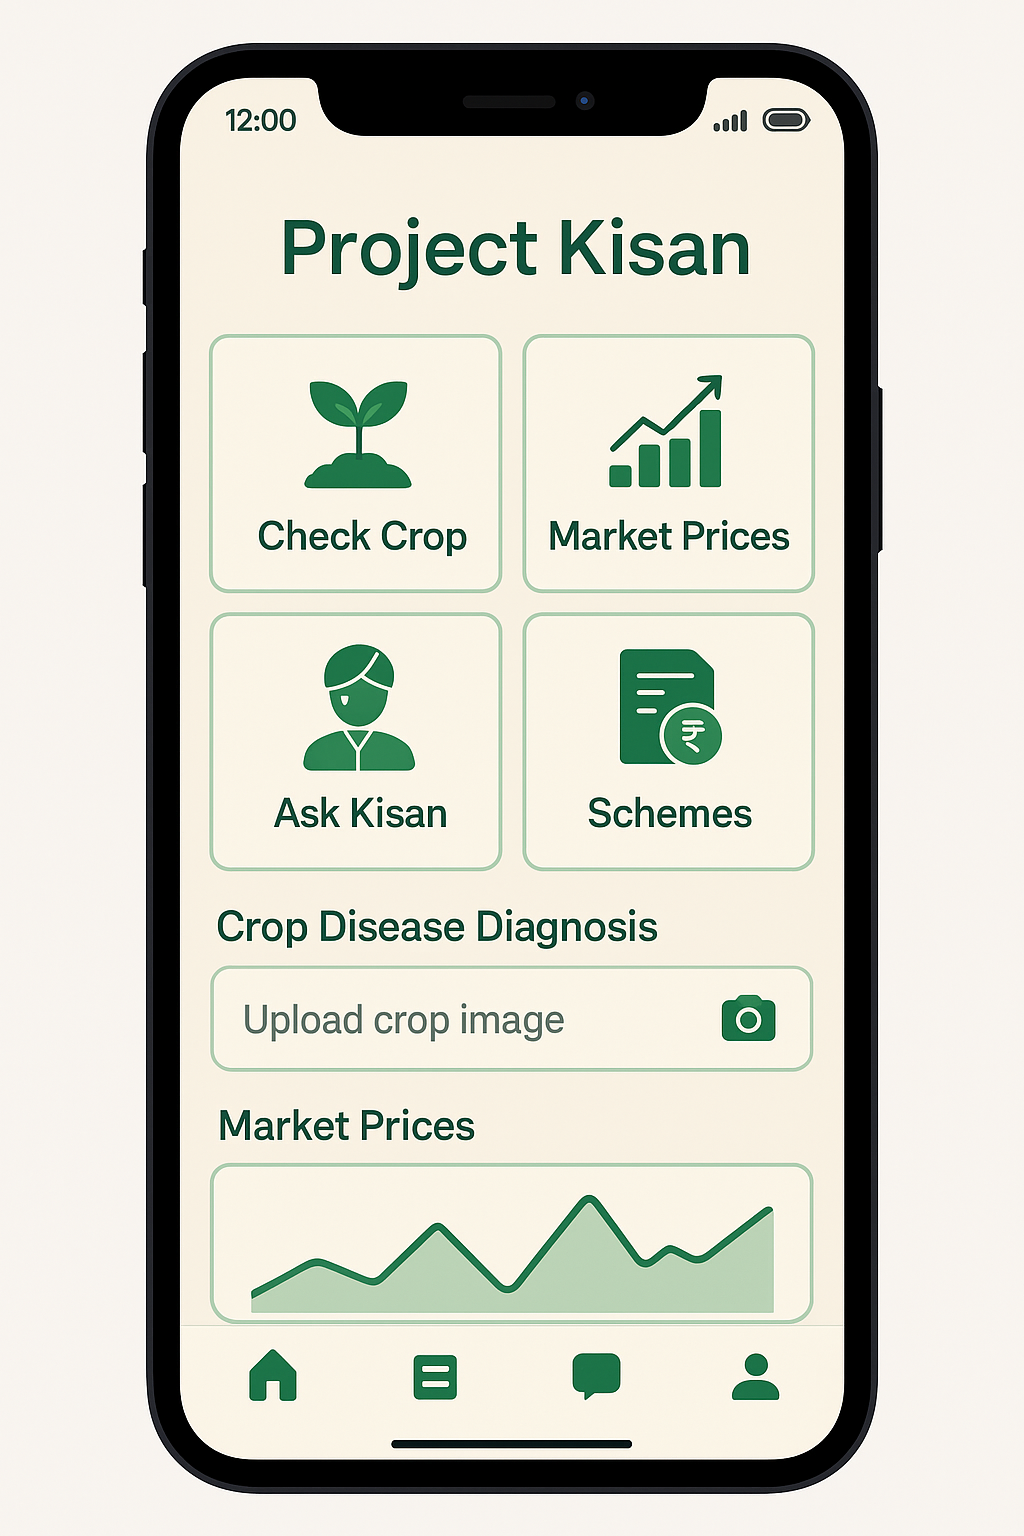 12:00
Project Kisan
Check Crop
Market Prices
Ask Kisan
₹
Schemes
Crop Disease Diagnosis
Upload crop image
Market Prices